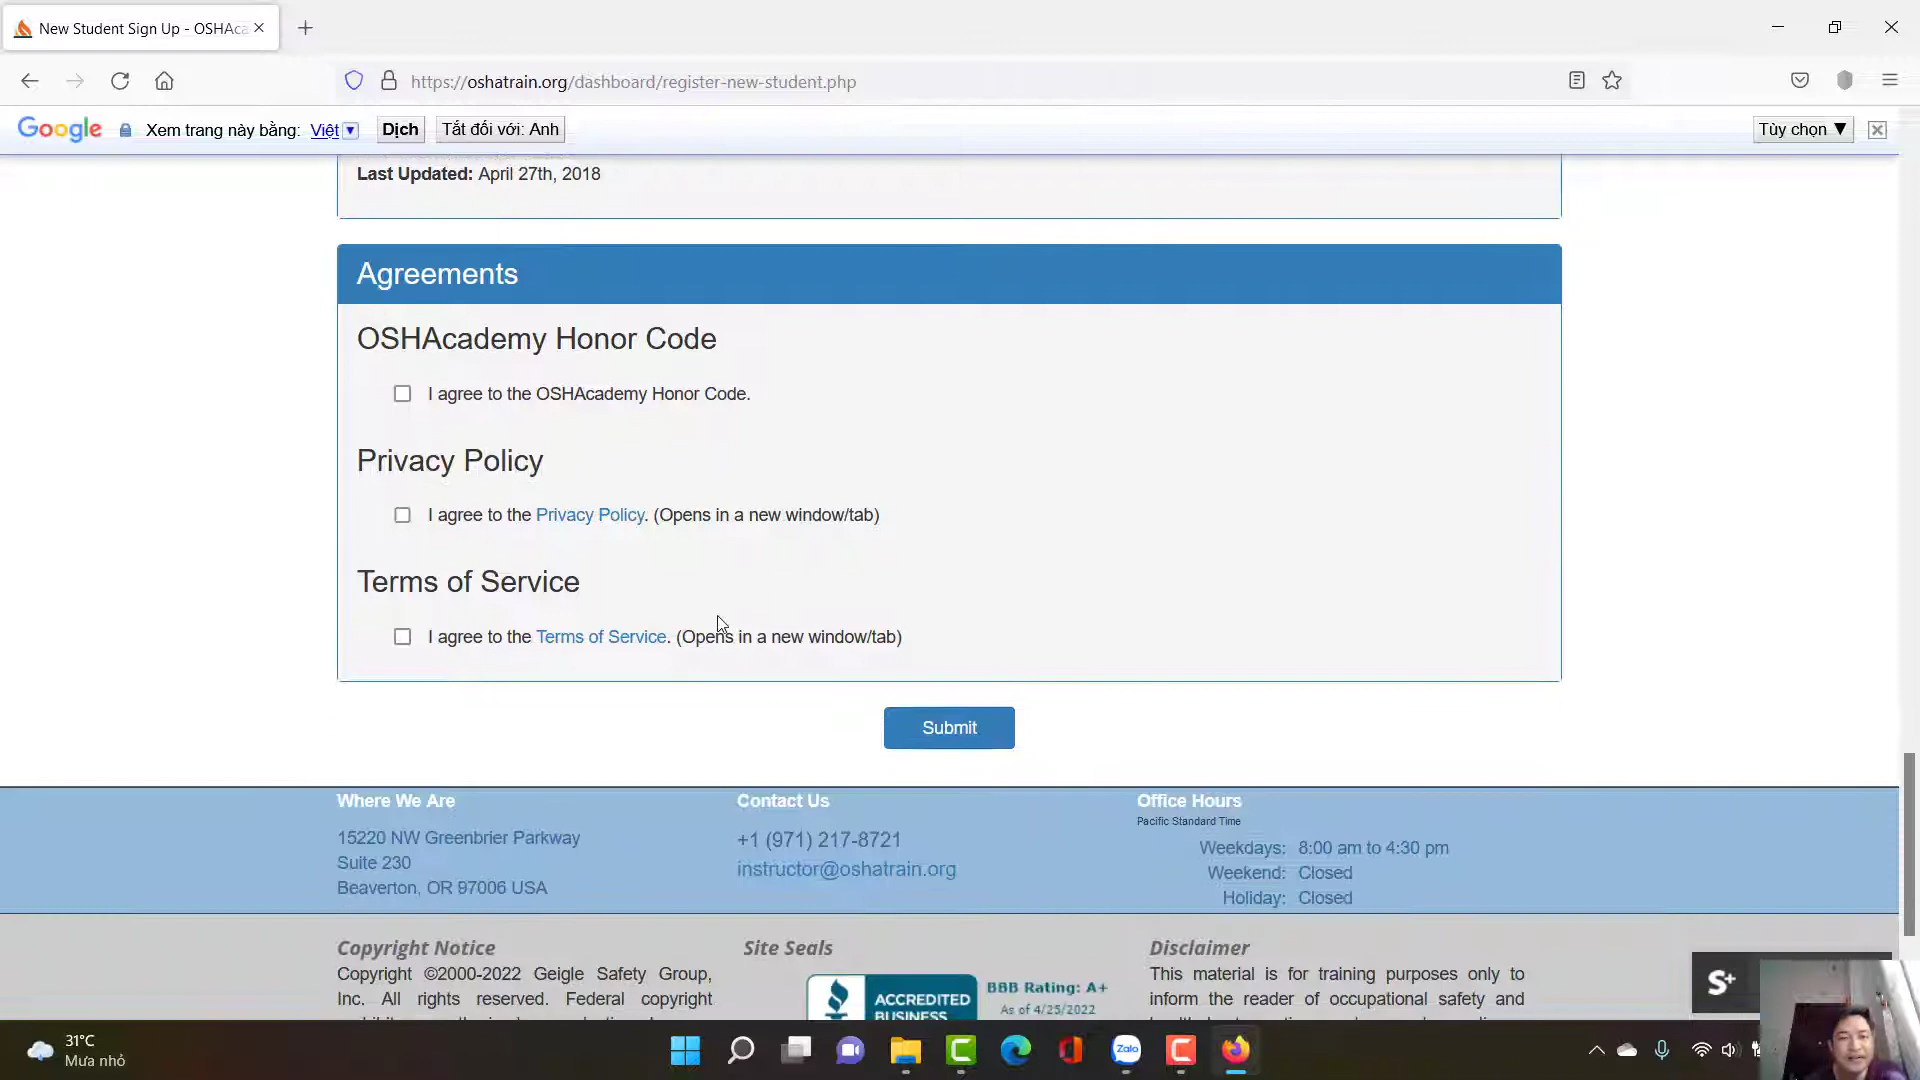 New Student Sign Up - OSHAca
https://oshatrain.org/dashboard/register-new-student.php
Google Xem trang này bằng: Việt ▼ Dịch Tắt đối với: Anh Tùy chọn ▼
Last Updated: April 27th, 2018
Agreements
OSHAcademy Honor Code
I agree to the OSHAcademy Honor Code.
Privacy Policy
I agree to the Privacy Policy. (Opens in a new window/tab)
Terms of Service
I agree to the Terms of Service. (Opens in a new window/tab)
Submit
Where We Are
15220 NW Greenbrier Parkway
Suite 230
Beaverton, OR 97006 USA
Contact Us
+1 (971) 217-8721
instructor@oshatrain.org
Office Hours
Pacific Standard Time
Weekdays: 8:00 am to 4:30 pm
Weekend: Closed
Holiday: Closed
Copyright Notice
Copyright ©2000-2022 Geigle Safety Group,
Inc. All rights reserved. Federal copyright
Site Seals
ACCREDITED
BUSINESS
BBB Rating: A+
As of 4/25/2022
Disclaimer
This material is for training purposes only to
inform the reader of occupational safety and
S+
31°C
Mưa nhỏ
Zalo